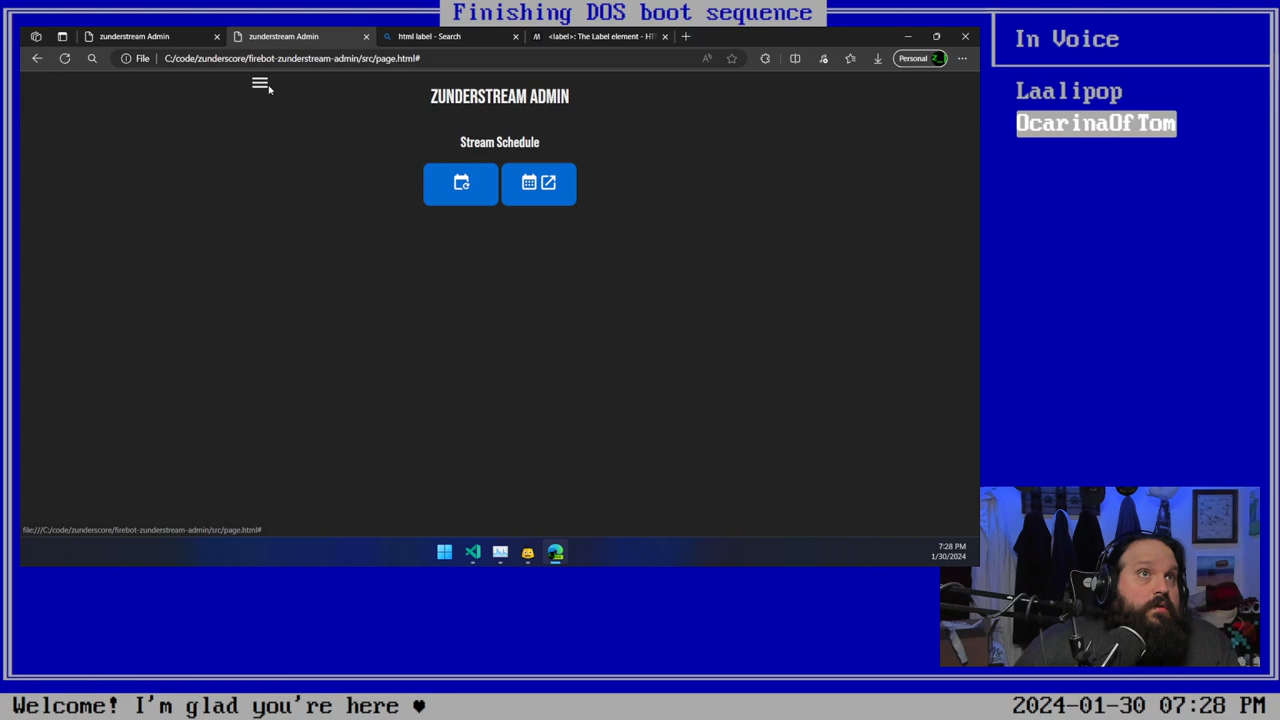 Finishing DOS boot sequence
zunderstream Admin
zunderstream Admin
html label - Search
<label>: The Label element - HT
File
C:/code/zunderscore/firebot-zunderstream-admin/src/page.html#
Personal
ZUNDERSTREAM ADMIN
Stream Schedule
file:///C:/code/zunderscore/firebot-zunderstream-admin/src/page.html#
7:28 PM
1/30/2024
In Voice
Laalipop
OcarinaOfTom
Welcome! I'm glad you're here ♥
2024-01-30 07:28 PM